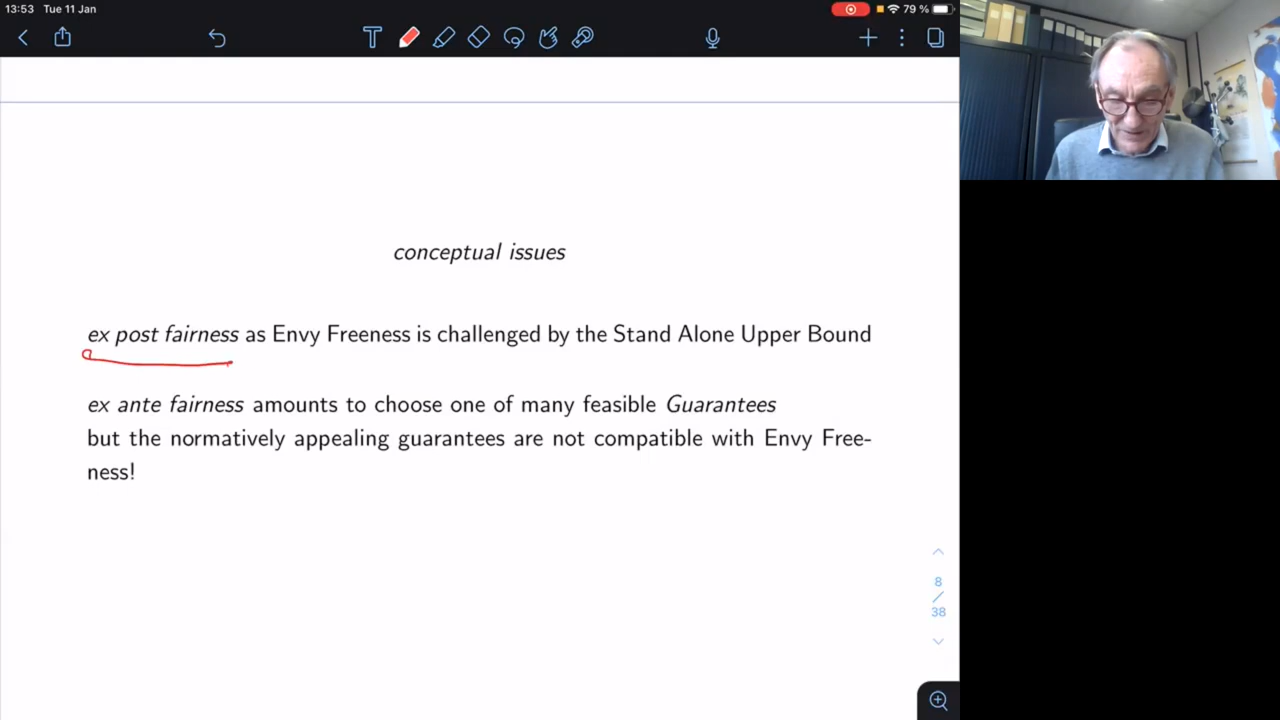 13:53 Tue 11 Jan
79 %
T
conceptual issues
ex post fairness as Envy Freeness is challenged by the Stand Alone Upper Bound
ex ante fairness amounts to choose one of many feasible Guarantees
but the normatively appealing guarantees are not compatible with Envy Free-
ness!
8
/
38